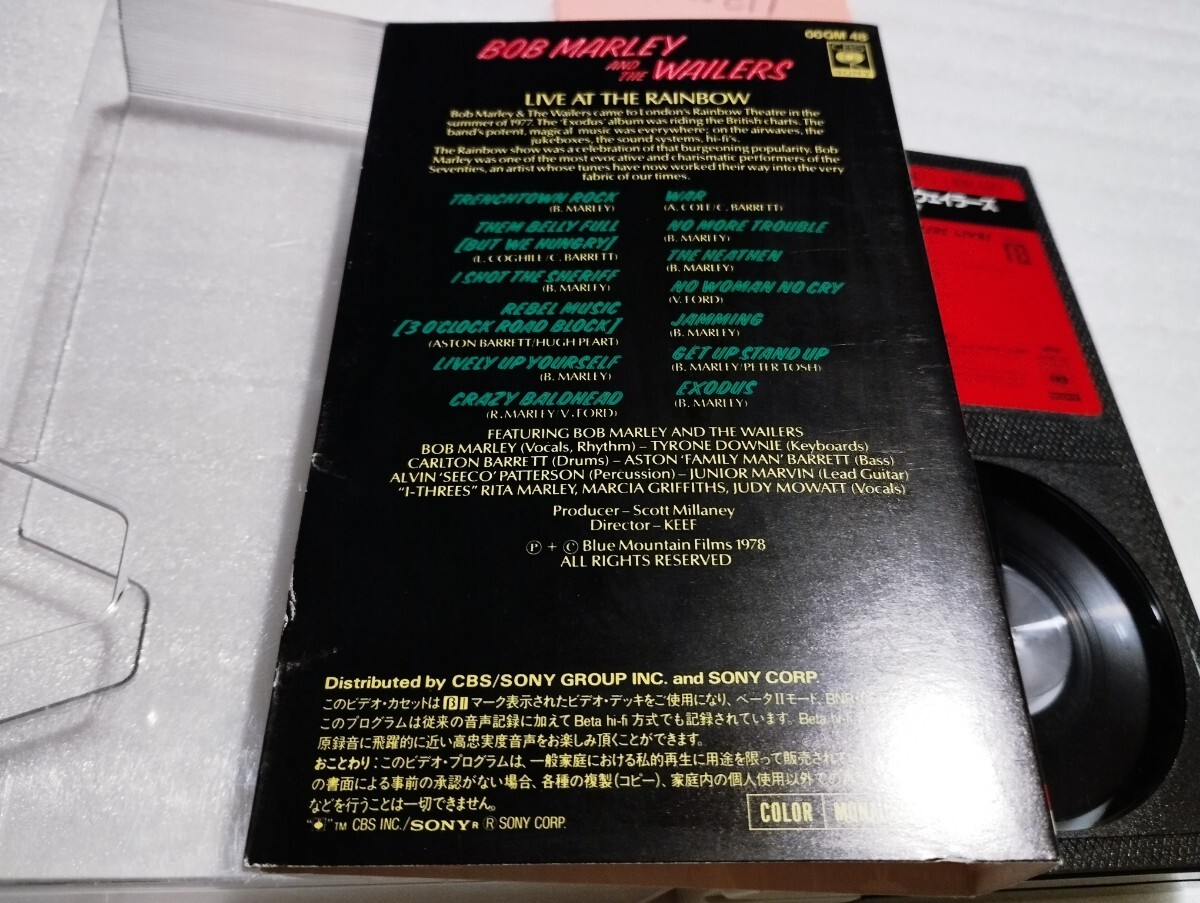 BOB MARLEY
AND THE WAILERS
00QM 48
CBS
SONY
LIVE AT THE RAINBOW
Bob Marley & The Wailers came to London's Rainbow Theatre in the
summer of 1977. The 'Exodus' album was riding the British charts. The
band's potent, magical music was everywhere; on the airwaves, the
jukeboxes, the sound systems, hi-fi's.
The Rainbow show was a celebration of that burgeoning popularity. Bob
Marley was one of the most evocative and charismatic performers of the
Seventies, an artist whose tunes have now worked their way into the very
fabric of our times.
TRENCHTOWN ROCK
(B. MARLEY)
THEM BELLY FULL
[BUT WE HUNGRY]
(L. COGHILL/C. BARRETT)
I SHOT THE SHERIFF
(B. MARLEY)
REBEL MUSIC
[3 OCLOCK ROAD BLOCK]
(ASTON BARRETT/HUGH PEART)
LIVELY UP YOURSELF
(B. MARLEY)
CRAZY BALDHEAD
(R. MARLEY/V. FORD)
WAR
(A. COLE/C. BARRETT)
NO MORE TROUBLE
(B. MARLEY)
THE HEATHEN
(B. MARLEY)
NO WOMAN NO CRY
(V. FORD)
JAMMING
(B. MARLEY)
GET UP STAND UP
(B. MARLEY/PETER TOSH)
EXODUS
(B. MARLEY)
FEATURING BOB MARLEY AND THE WAILERS
BOB MARLEY (Vocals, Rhythm) – TYRONE DOWNIE (Keyboards)
CARLTON BARRETT (Drums) – ASTON 'FAMILY MAN' BARRETT (Bass)
ALVIN 'SEECO' PATTERSON (Percussion) – JUNIOR MARVIN (Lead Guitar)
"I-THREES" RITA MARLEY, MARCIA GRIFFITHS, JUDY MOWATT (Vocals)
Producer – Scott Millaney
Director – KEEF
Ⓟ + © Blue Mountain Films 1978
ALL RIGHTS RESERVED
Distributed by CBS/SONY GROUP INC. and SONY CORP.
このビデオ・カセットは βII マーク表示されたビデオ・デッキをご使用になり、ベータIIモード、BNR
このプログラムは従来の音声記録に加えて Beta hi-fi 方式でも記録されています。Beta hi-
原録音に飛躍的に近い高忠実度音声をお楽しみ頂くことができます。
おことわり：このビデオ・プログラムは、一般家庭における私的再生に用途を限って販売され
の書面による事前の承認がない場合、各種の複製（コピー）、家庭内の個人使用以外での
などを行うことは一切できません。
" " TM CBS INC./SONY ® SONY CORP.
COLOR
ウェイラーズ